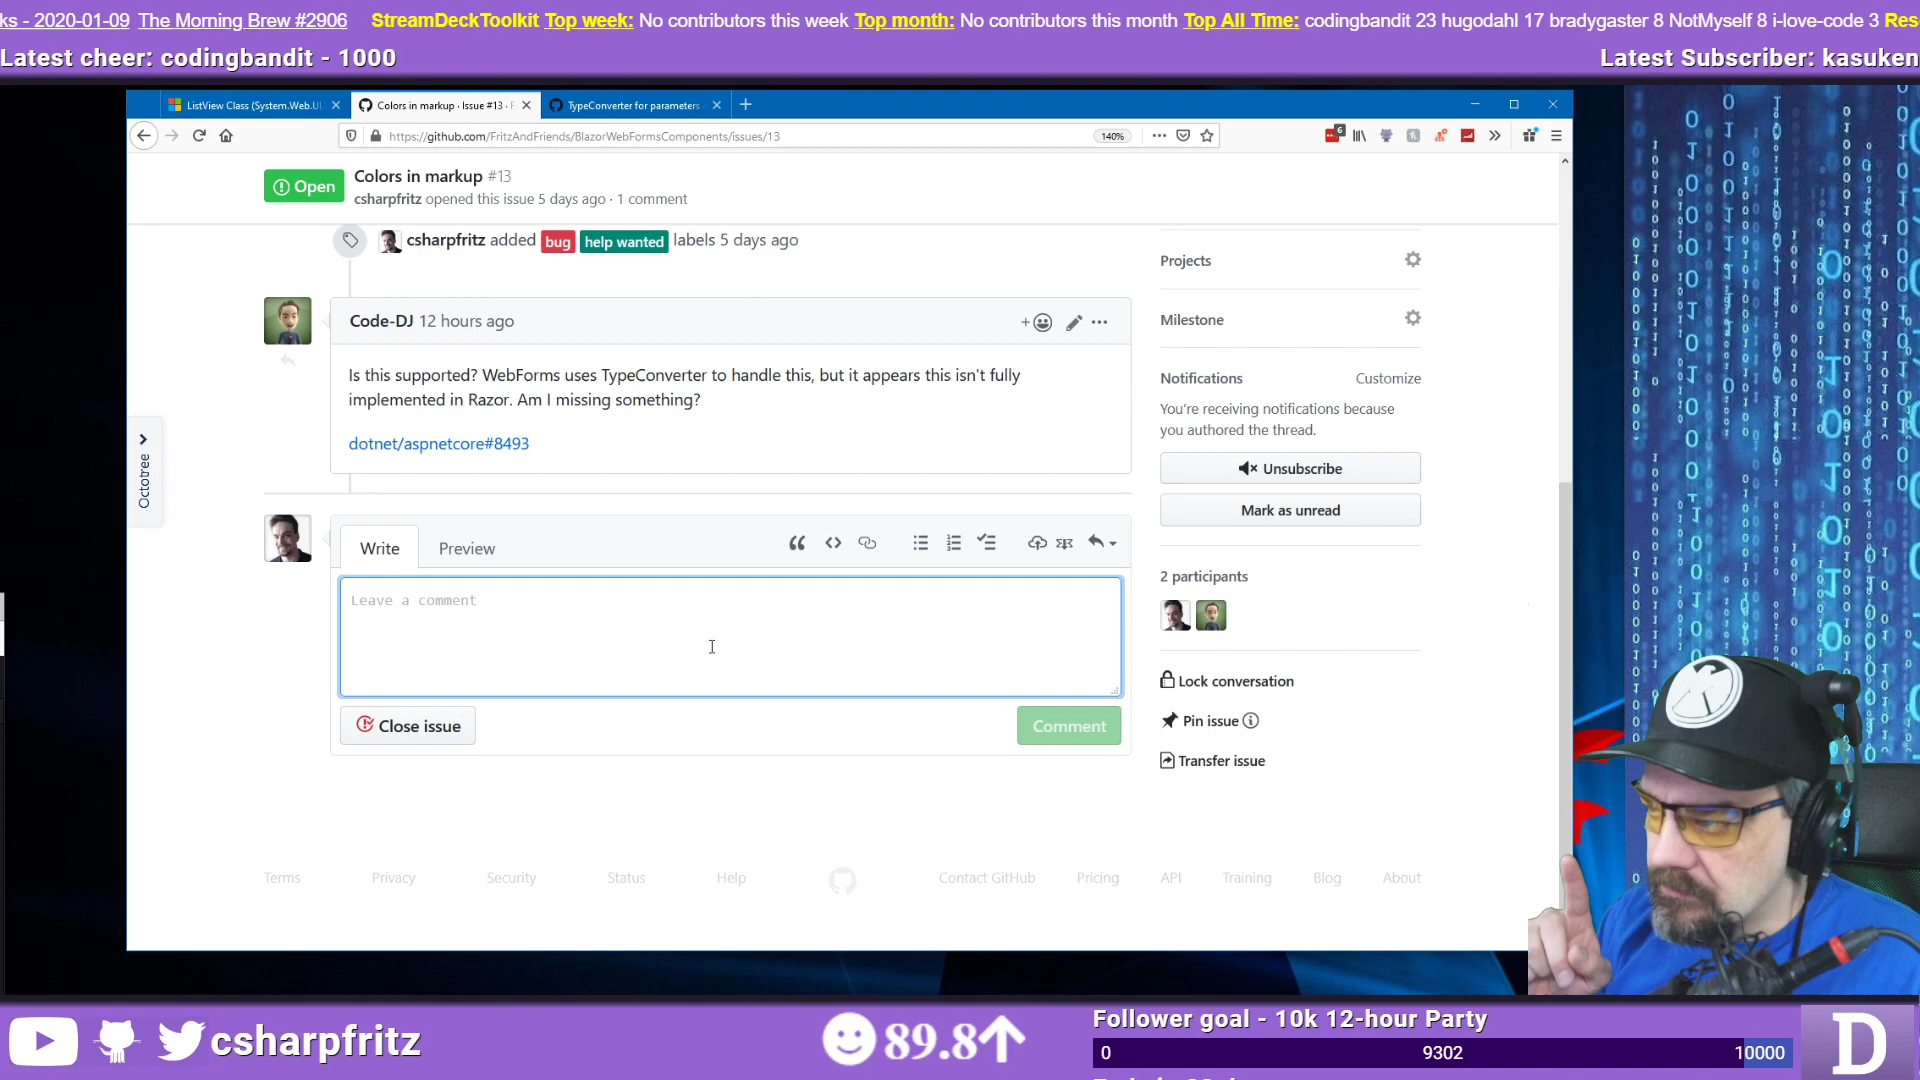 ks - 2020-01-09 The Morning Brew #2906 StreamDeckToolkit Top week: No contributors this week Top month: No contributors this month Top All Time: codingbandit 23 hugodahl 17 bradygaster 8 NotMyself 8 i-love-code 3 Res
Latest cheer: codingbandit - 1000
Latest Subscriber: kasuken
ListView Class (System.Web.UI
Colors in markup · Issue #13 · F
TypeConverter for parameters
https://github.com/FritzAndFriends/BlazorWebFormsComponents/issues/13
140%
6
Open
Colors in markup #13
csharpfritz opened this issue 5 days ago · 1 comment
csharpfritz added bug help wanted labels 5 days ago
Code-DJ 12 hours ago
Is this supported? WebForms uses TypeConverter to handle this, but it appears this isn't fully
implemented in Razor. Am I missing something?
dotnet/aspnetcore#8493
Octotree
Write
Preview
Leave a comment
Close issue
Comment
Projects
Milestone
Notifications
Customize
You're receiving notifications because
you authored the thread.
Unsubscribe
Mark as unread
2 participants
Lock conversation
Pin issue
Transfer issue
Terms
Privacy
Security
Status
Help
Contact GitHub
Pricing
API
Training
Blog
About
csharpfritz
89.8
Follower goal - 10k 12-hour Party
0
9302
10000
D